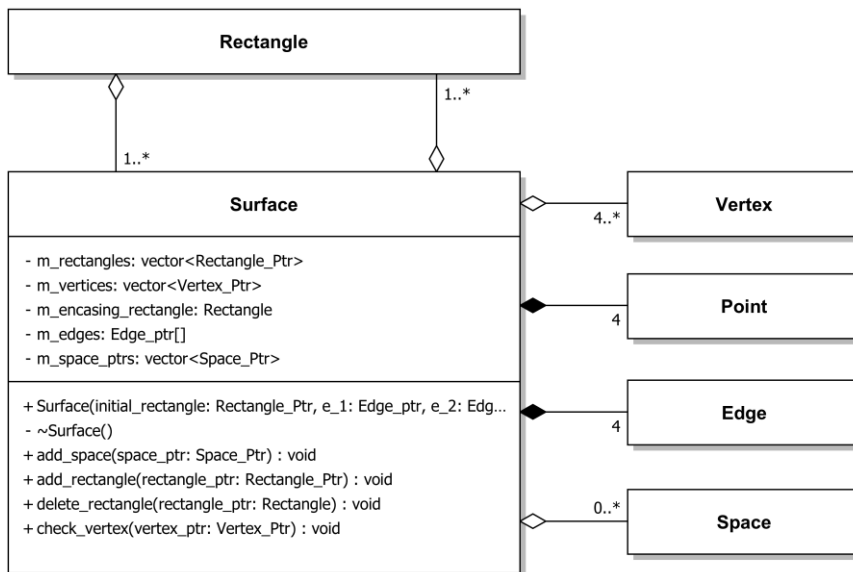 Rectangle
1..*
1..*
Surface
- m_rectangles: vector<Rectangle_Ptr>
- m_vertices: vector<Vertex_Ptr>
- m_encasing_rectangle: Rectangle
- m_edges: Edge_ptr[]
- m_space_ptrs: vector<Space_Ptr>
+ Surface(initial_rectangle: Rectangle_Ptr, e_1: Edge_ptr, e_2: Edg...
- ~Surface()
+ add_space(space_ptr: Space_Ptr) : void
+ add_rectangle(rectangle_ptr: Rectangle_Ptr) : void
+ delete_rectangle(rectangle_ptr: Rectangle) : void
+ check_vertex(vertex_ptr: Vertex_Ptr) : void
4..*
Vertex
4
Point
4
Edge
0..*
Space